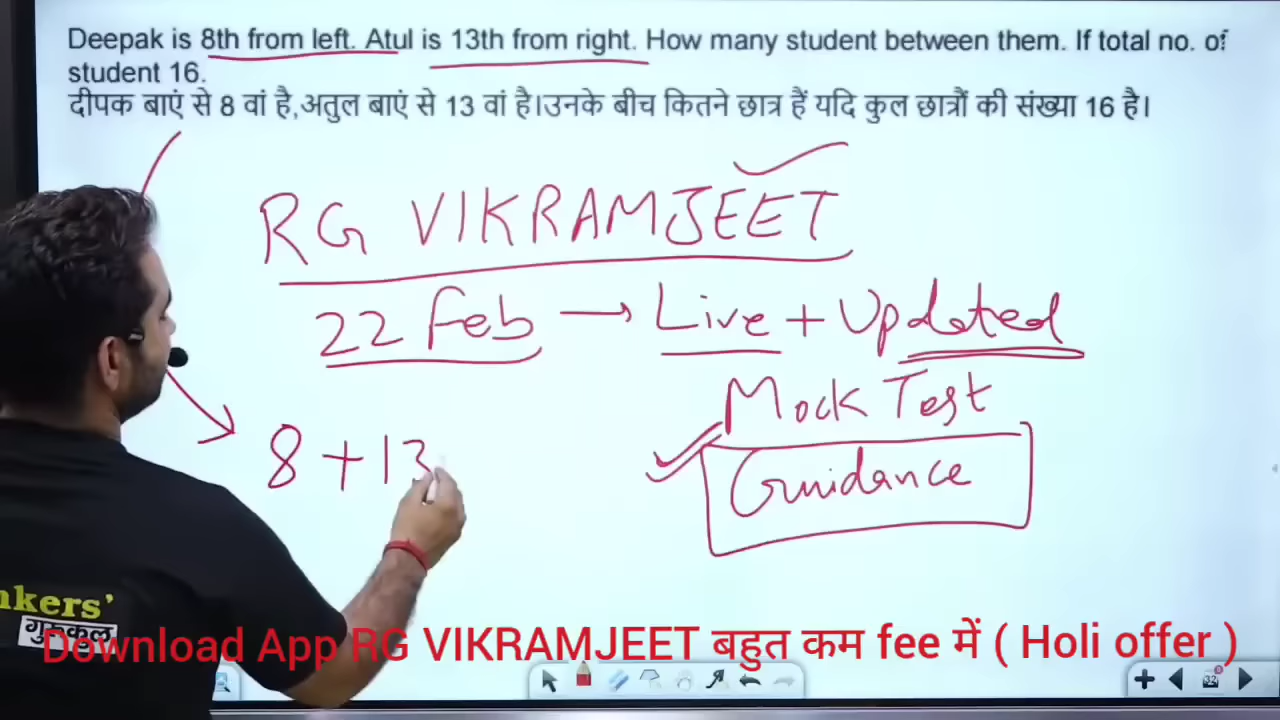 Deepak is 8th from left. Atul is 13th from right. How many student between them. If total no. of
student 16.
दीपक बाएं से 8 वां है,अतुल बाएं से 13 वां है।उनके बीच कितने छात्र हैं यदि कुल छात्रौं की संख्या 16 है।
RG VIKRAMJEET
22 Feb → Live + Updated
Mock Test
Guidance
8 + 13
nkers'
गुरुकुल
Download App RG VIKRAMJEET बहुत कम fee में ( Holi offer )
32